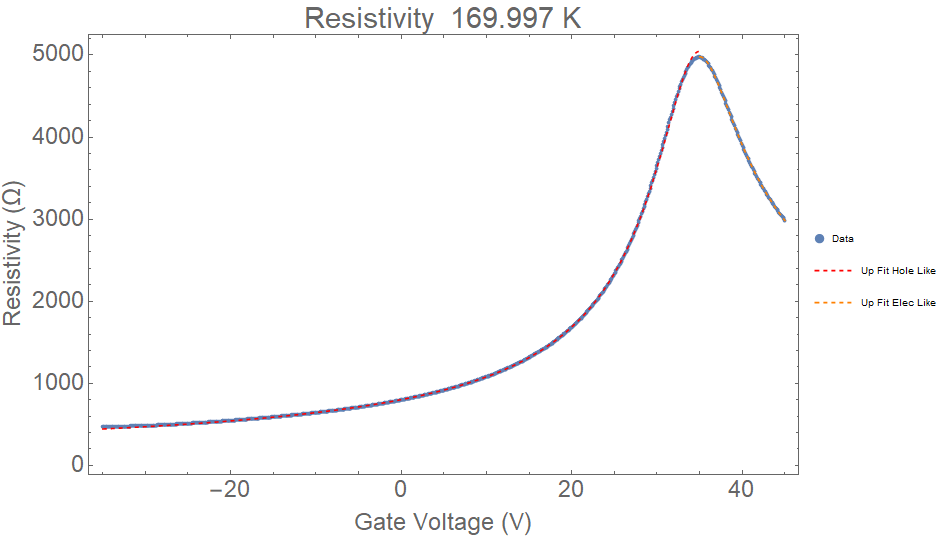 Resistivity 169.997 K
5000
4000
3000
2000
1000
0
Resistivity (Ω)
−20
0
20
40
Gate Voltage (V)
Data
Up Fit Hole Like
Up Fit Elec Like